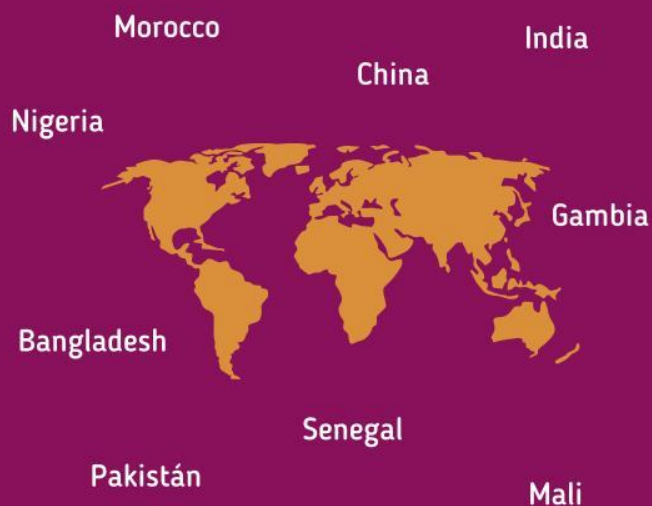 Morocco
India
China
Nigeria
Gambia
Bangladesh
Senegal
Pakistán
Mali